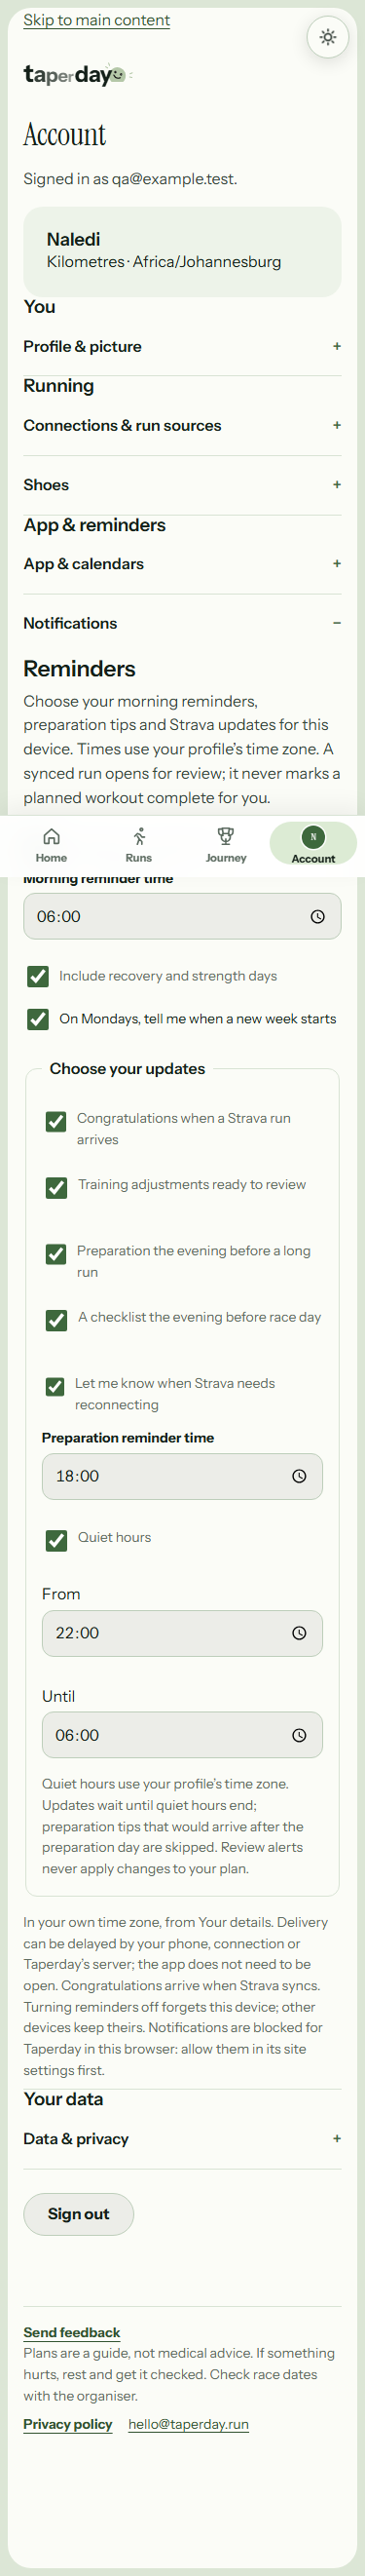 Skip to main content
taperday
Account
Signed in as qa@example.test.
Naledi
Kilometres · Africa/Johannesburg
You
Profile & picture +
Running
Connections & run sources +
Shoes +
App & reminders
App & calendars +
Notifications −
Reminders
Choose your morning reminders,
preparation tips and Strava updates for this
device. Times use your profile’s time zone. A
synced run opens for review; it never marks a
planned workout complete for you.
N
Home Runs Journey Account
Morning reminder time
06:00
Include recovery and strength days
On Mondays, tell me when a new week starts
Choose your updates
Congratulations when a Strava run
arrives
Training adjustments ready to review
Preparation the evening before a long
run
A checklist the evening before race day
Let me know when Strava needs
reconnecting
Preparation reminder time
18:00
Quiet hours
From
22:00
Until
06:00
Quiet hours use your profile’s time zone.
Updates wait until quiet hours end;
preparation tips that would arrive after the
preparation day are skipped. Review alerts
never apply changes to your plan.
In your own time zone, from Your details. Delivery
can be delayed by your phone, connection or
Taperday’s server; the app does not need to be
open. Congratulations arrive when Strava syncs.
Turning reminders off forgets this device; other
devices keep theirs. Notifications are blocked for
Taperday in this browser: allow them in its site
settings first.
Your data
Data & privacy +
Sign out
Send feedback
Plans are a guide, not medical advice. If something
hurts, rest and get it checked. Check race dates
with the organiser.
Privacy policy hello@taperday.run